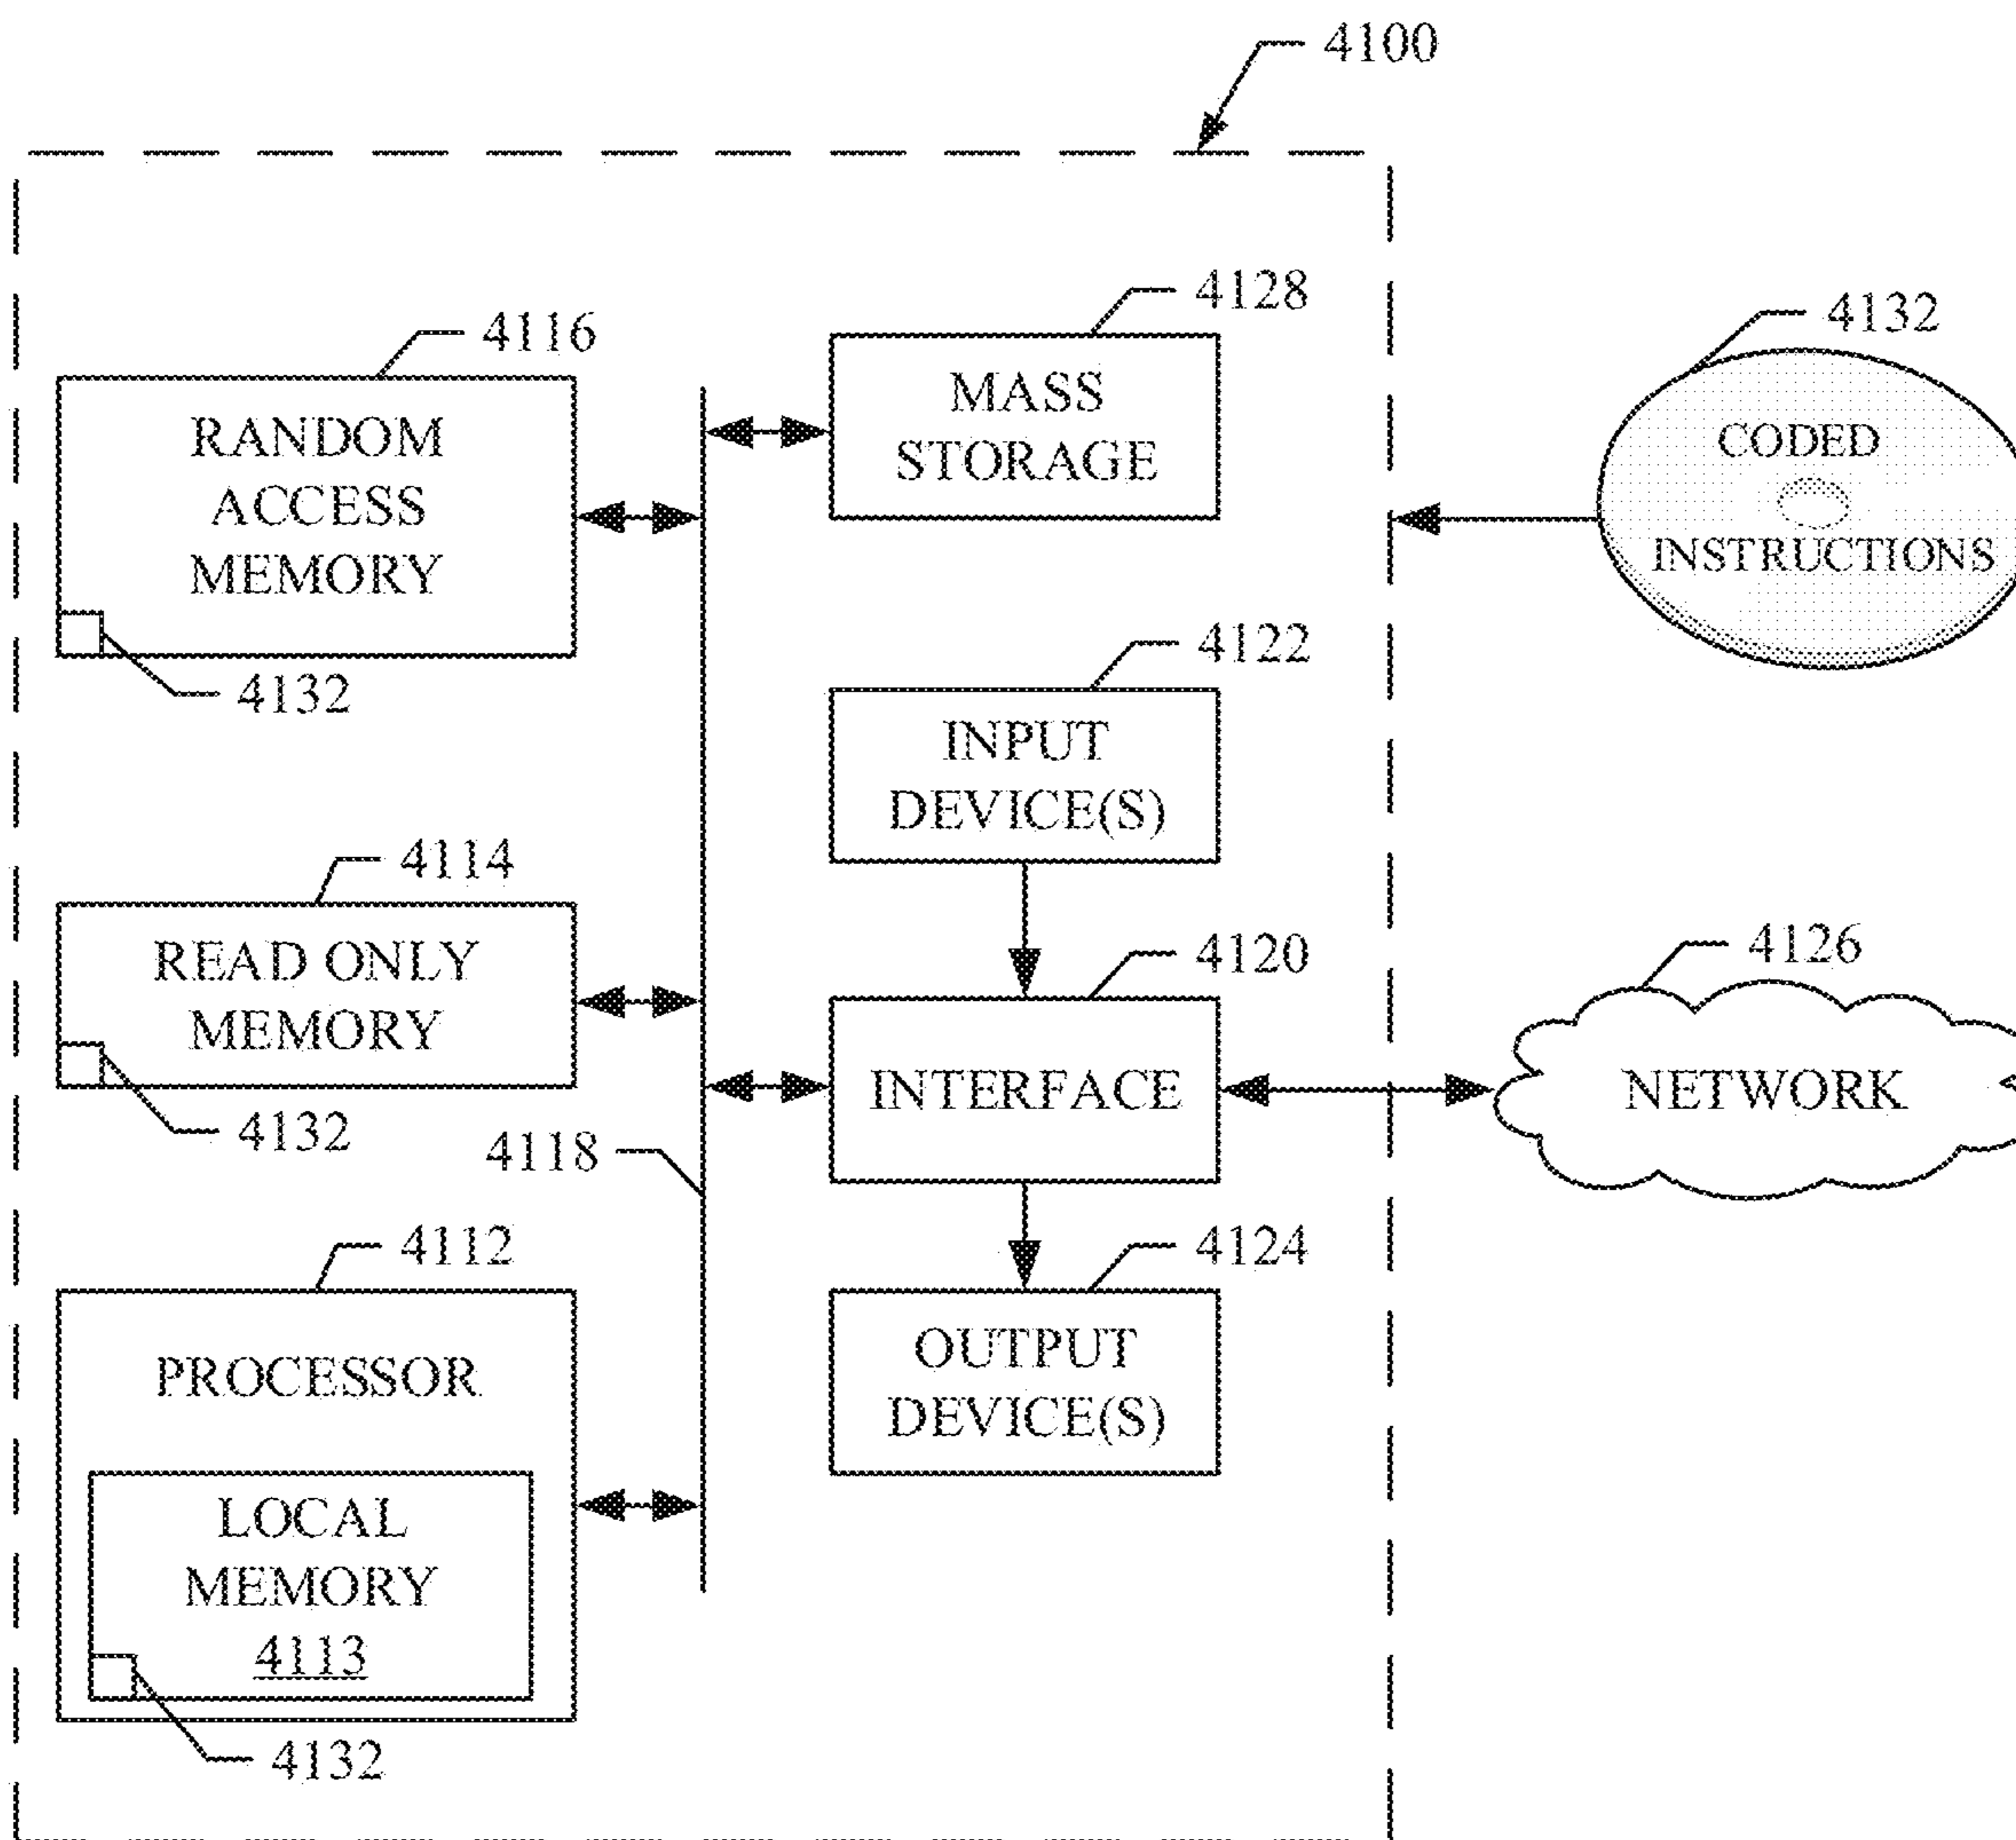 4100
4128
MASS
STORAGE
4116
RANDOM
ACCESS
MEMORY
4132
4132
CODED
INSTRUCTIONS
4122
INPUT
DEVICE(S)
4114
READ ONLY
MEMORY
4132
4120
INTERFACE
4126
NETWORK
4118
4112
PROCESSOR
LOCAL
MEMORY
4113
4132
4124
OUTPUT
DEVICE(S)